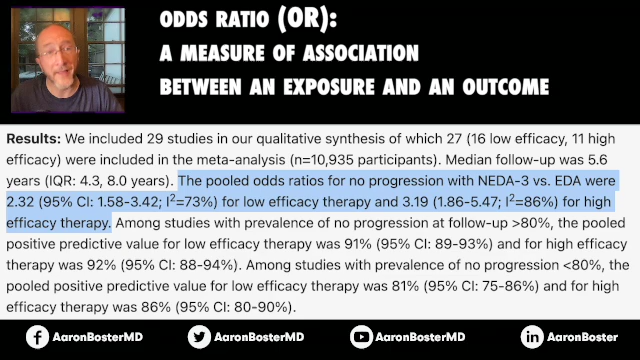 ODDS RATIO (OR):
A MEASURE OF ASSOCIATION
BETWEEN AN EXPOSURE AND AN OUTCOME
Results: We included 29 studies in our qualitative synthesis of which 27 (16 low efficacy, 11 high
efficacy) were included in the meta-analysis (n=10,935 participants). Median follow-up was 5.6
years (IQR: 4.3, 8.0 years). The pooled odds ratios for no progression with NEDA-3 vs. EDA were
2.32 (95% CI: 1.58-3.42; I²=73%) for low efficacy therapy and 3.19 (1.86-5.47; I²=86%) for high
efficacy therapy. Among studies with prevalence of no progression at follow-up >80%, the pooled
positive predictive value for low efficacy therapy was 91% (95% CI: 89-93%) and for high efficacy
therapy was 92% (95% CI: 88-94%). Among studies with prevalence of no progression <80%, the
pooled positive predictive value for low efficacy therapy was 81% (95% CI: 75-86%) and for high
efficacy therapy was 86% (95% CI: 80-90%).
AaronBosterMD AaronBosterMD AaronBosterMD AaronBoster